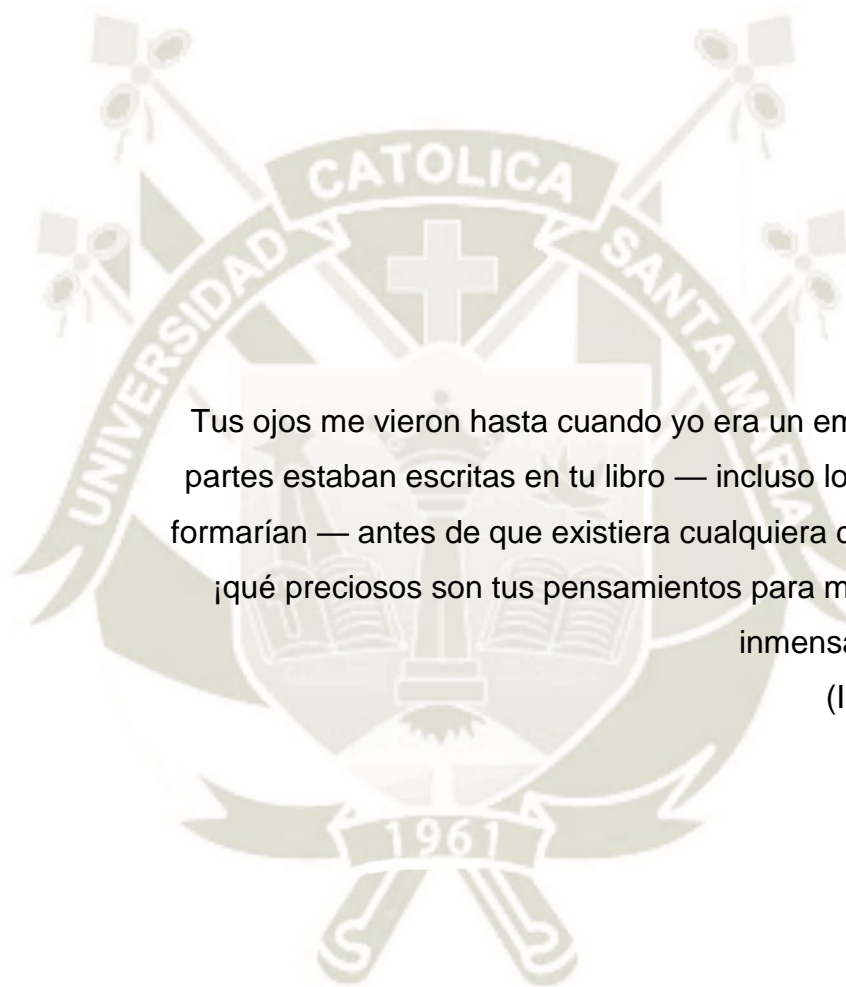 CATOLICA
UNIVERSIDAD
SANTA MARIA
Tus ojos me vieron hasta cuando yo era un em
partes estaban escritas en tu libro — incluso lo
formarían — antes de que existiera cualquiera
¡qué preciosos son tus pensamientos para m
inmensa
1961